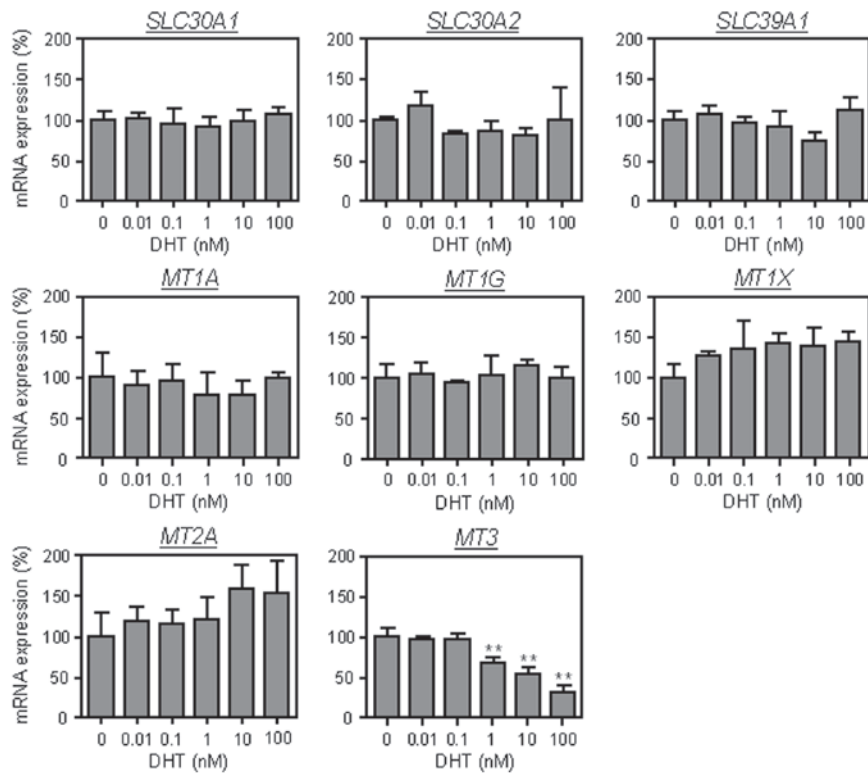 SLC30A1 SLC30A2 SLC39A1
mRNA expression (%)
200 200 200
150 150 150
100 100 100
50 50 50
0 0 0
0 0.01 0.1 1 10 100 0 0.01 0.1 1 10 100 0 0.01 0.1 1 10 100
DHT (nM) DHT (nM) DHT (nM)
MT1A MT1G MT1X
mRNA expression (%)
200 200 200
150 150 150
100 100 100
50 50 50
0 0 0
0 0.01 0.1 1 10 100 0 0.01 0.1 1 10 100 0 0.01 0.1 1 10 100
DHT (nM) DHT (nM) DHT (nM)
MT2A MT3
mRNA expression (%)
200 200
150 150
100 100
** ** **
50 50
0 0
0 0.01 0.1 1 10 100 0 0.01 0.1 1 10 100
DHT (nM) DHT (nM)